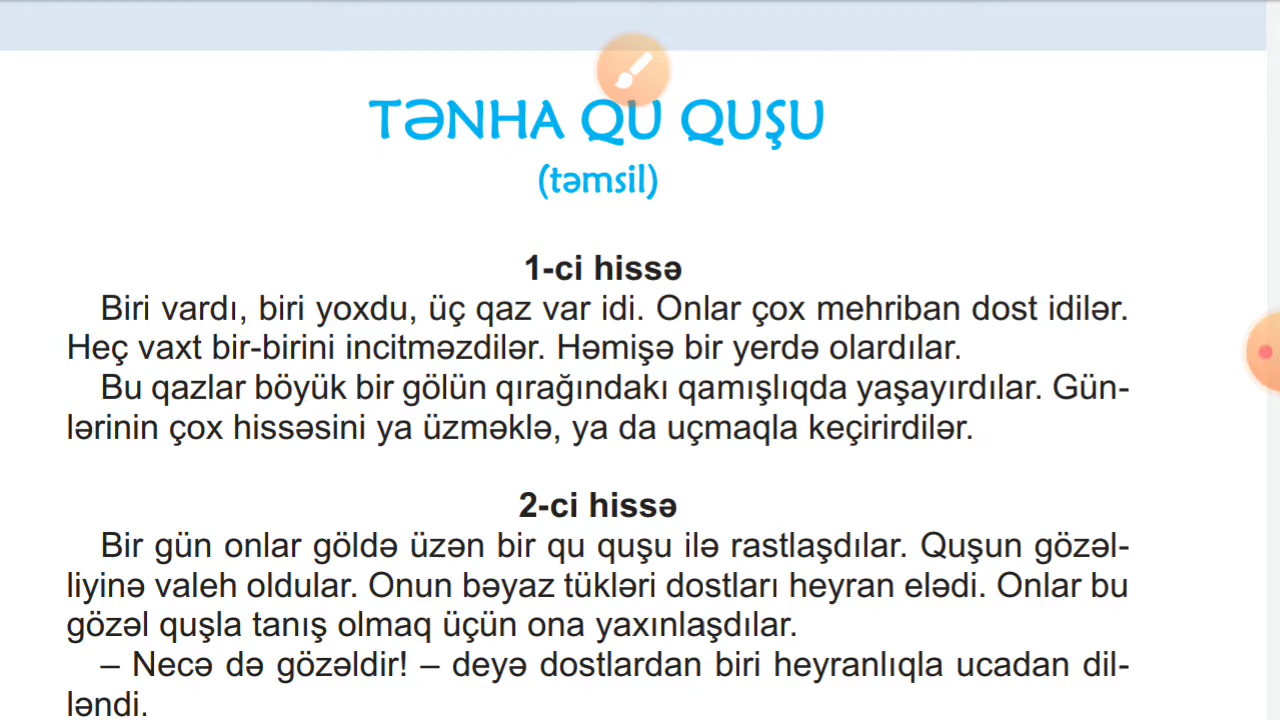 TƏNHA QU QUŞU
(təmsil)
1-ci hissə
Biri vardı, biri yoxdu, üç qaz var idi. Onlar çox mehriban dost idilər.
Heç vaxt bir-birini incitməzdilər. Həmişə bir yerdə olardılar.
Bu qazlar böyük bir gölün qırağındakı qamışlıqda yaşayırdılar. Gün-
lərinin çox hissəsini ya üzməklə, ya da uçmaqla keçirirdilər.
2-ci hissə
Bir gün onlar göldə üzən bir qu quşu ilə rastlaşdılar. Quşun gözəl-
liyinə valeh oldular. Onun bəyaz tükləri dostları heyran elədi. Onlar bu
gözəl quşla tanış olmaq üçün ona yaxınlaşdılar.
– Necə də gözəldir! – deyə dostlardan biri heyranlıqla ucadan dil-
ləndi.